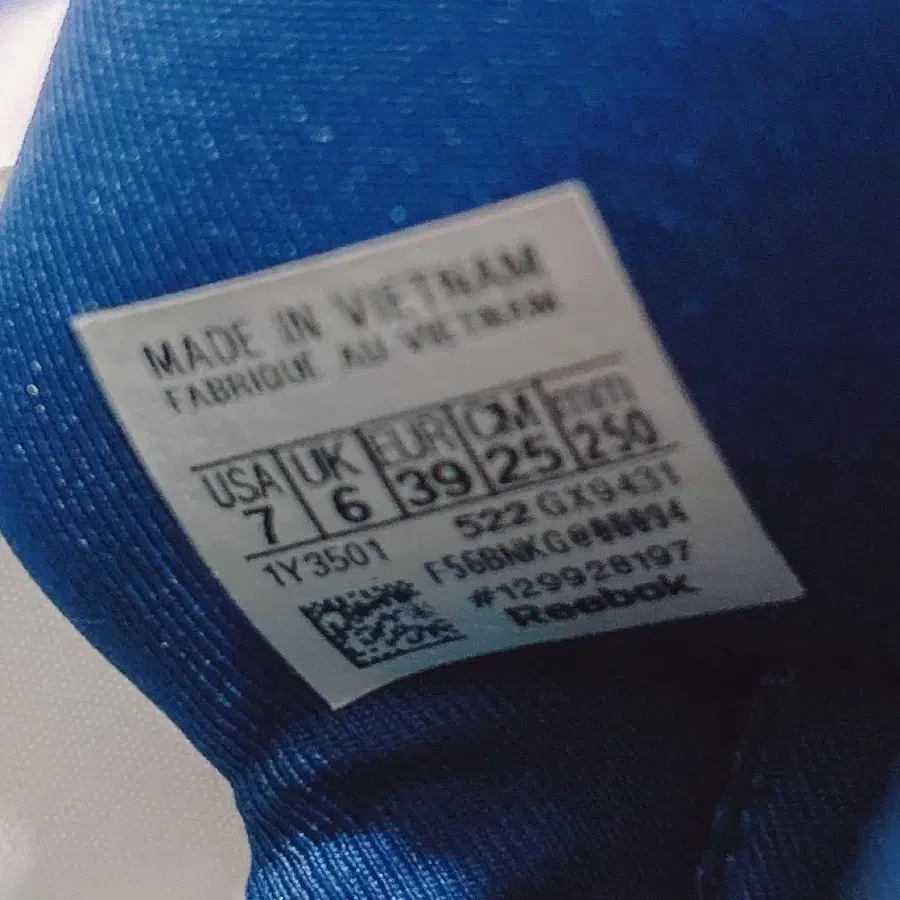 MADE IN VIETNAM
FABRIQUÉ AU VIETNAM
USA UK EUR CM mm
7 6 39 25 250
1Y3501 522 GX9431
#129928197
Reebok